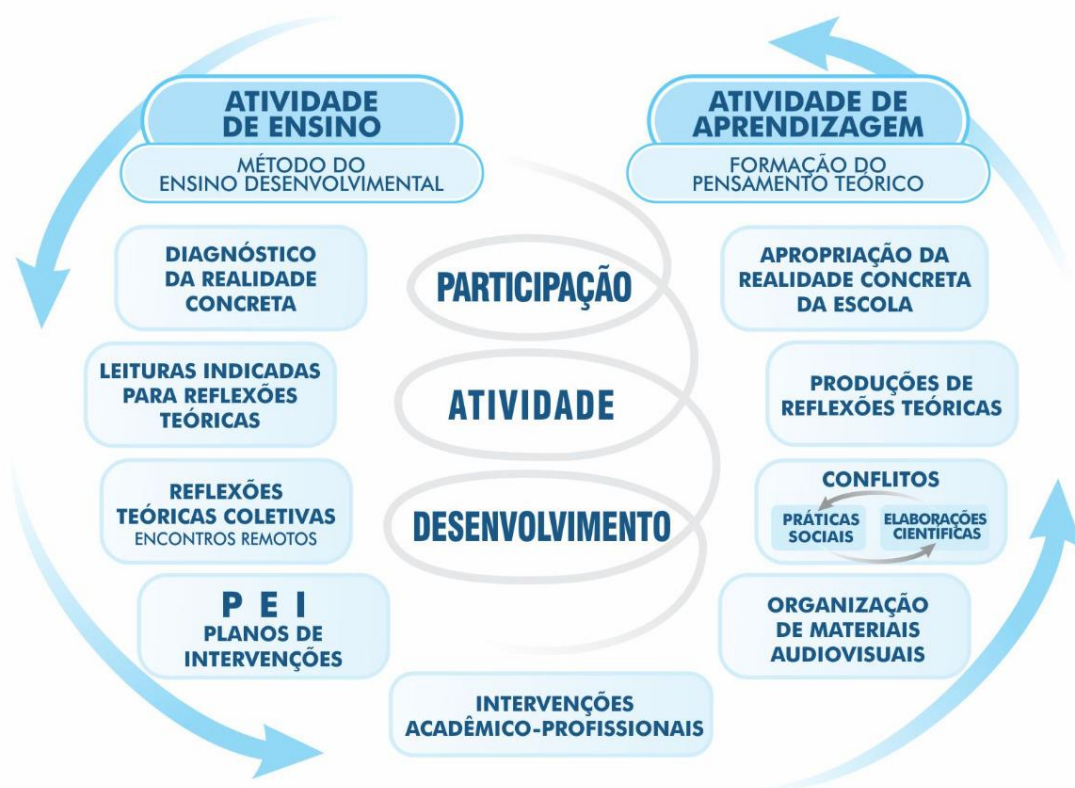 ATIVIDADE
DE ENSINO
MÉTODO DO
ENSINO DESENVOLVIMENTAL
DIAGNÓSTICO
DA REALIDADE
CONCRETA
LEITURAS INDICADAS
PARA REFLEXÕES
TEÓRICAS
REFLEXÕES
TEÓRICAS COLETIVAS
ENCONTROS REMOTOS
P E I
PLANOS DE
INTERVENÇÕES
PARTICIPAÇÃO
ATIVIDADE
DESENVOLVIMENTO
INTERVENÇÕES
ACADÊMICO-PROFISSIONAIS
ATIVIDADE DE
APRENDIZAGEM
FORMAÇÃO DO
PENSAMENTO TEÓRICO
APROPRIAÇÃO DA
REALIDADE CONCRETA
DA ESCOLA
PRODUÇÕES DE
REFLEXÕES TEÓRICAS
CONFLITOS
PRÁTICAS
SOCIAIS
ELABORAÇÕES
CIENTÍFICAS
ORGANIZAÇÃO
DE MATERIAIS
AUDIOVISUAIS